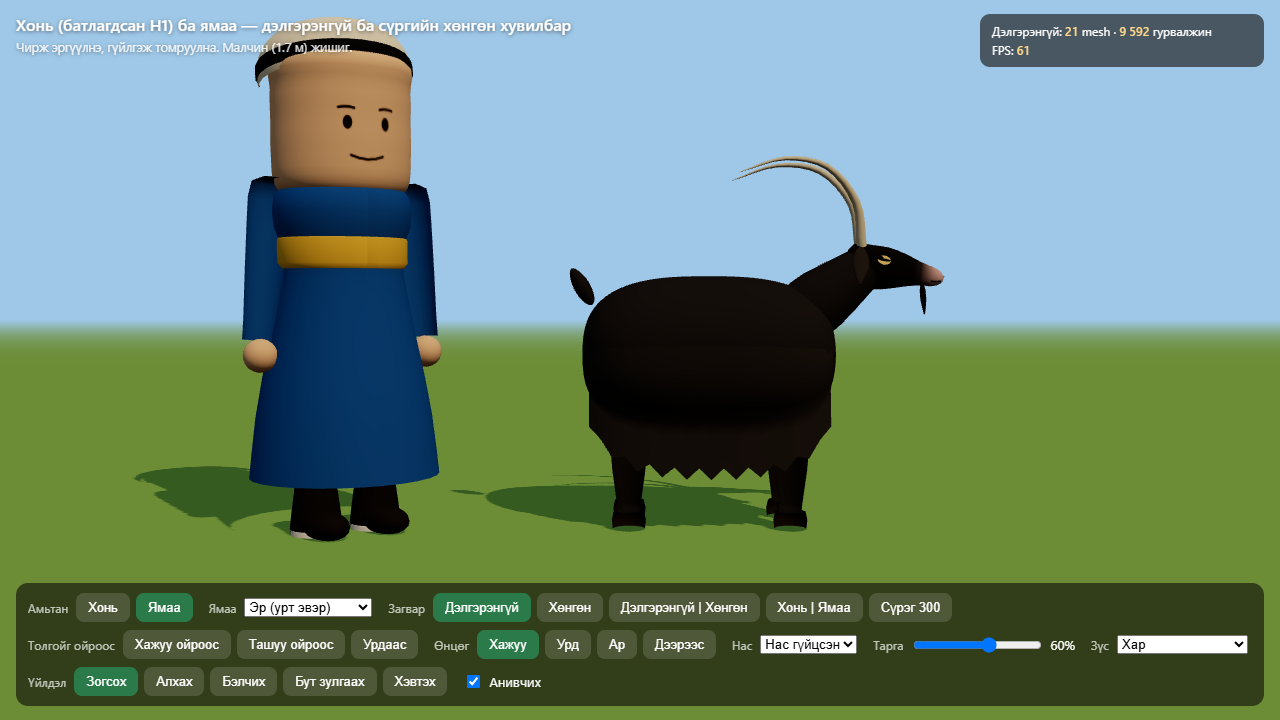 Хонь (батлагдсан H1) ба ямаа — дэлгэрэнгүй ба сүргийн хөнгөн хувилбар
Чирж эргүүлнэ, гүйлгэж томруулна. Малчин (1.7 м) жишиг.
Дэлгэрэнгүй: 21 mesh · 9 592 гурвалжин
FPS: 61
Амьтан Хонь Ямаа Ямаа Эр (урт эвэр) Загвар Дэлгэрэнгүй Хөнгөн Дэлгэрэнгүй | Хөнгөн Хонь | Ямаа Сүрэг 300
Толгойг ойроос Хажуу ойроос Ташуу ойроос Урдаас Өнцөг Хажуу Урд Ар Дээрээс Нас Нас гүйцсэн Тарга 60% Зүс Хар
Үйлдэл Зогсох Алхах Бэлчих Бут зулгаах Хэвтэх Анивчих